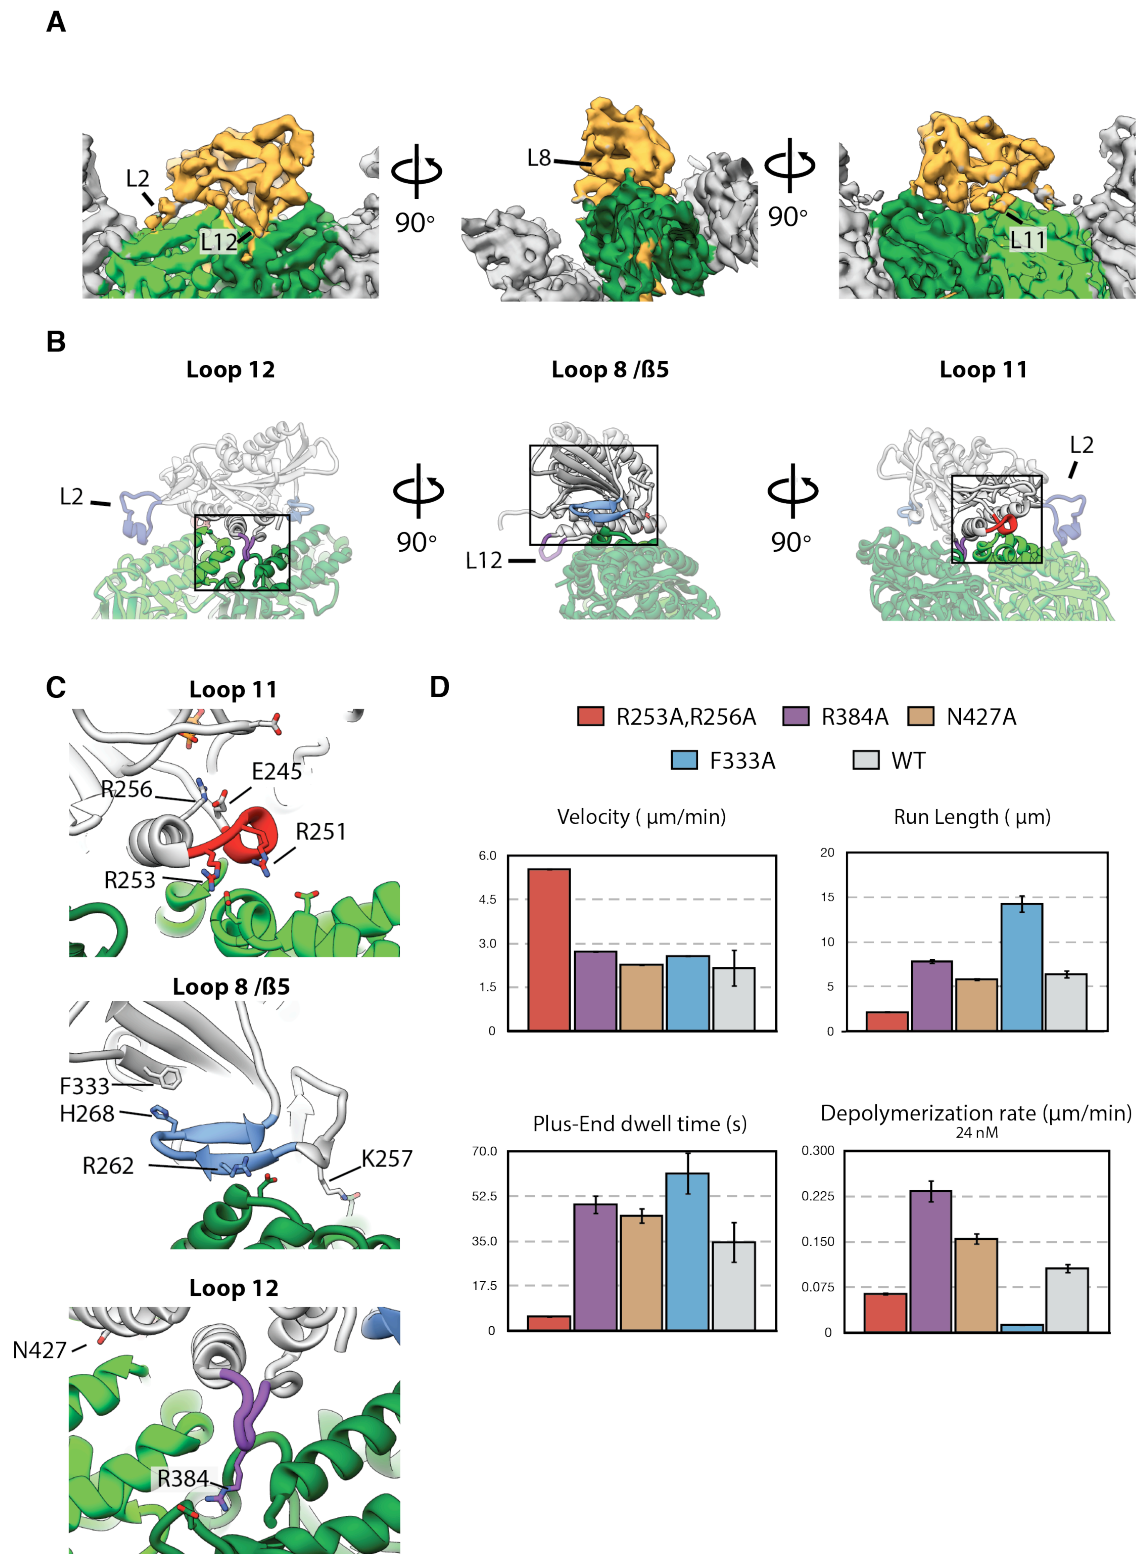 A
L2
L12
90°
L8
90°
L11
B
Loop 12
Loop 8 /ß5
Loop 11
L2
90°
L12
90°
L2
C
Loop 11
R256
E245
R251
R253
Loop 8 /ß5
F333
H268
R262
K257
Loop 12
N427
R384
D
R253A,R256A
R384A
N427A
F333A
WT
Velocity ( µm/min)
6.0
4.5
3.0
1.5
0
Run Length ( µm)
20
15
10
5
0
Plus-End dwell time (s)
70.0
52.5
35.0
17.5
0
Depolymerization rate (µm/min)
24 nM
0.300
0.225
0.150
0.075
0